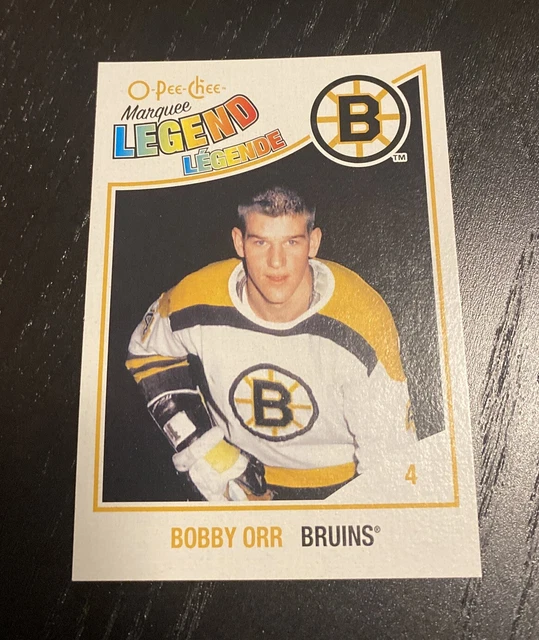 O-Pee-Chee
Marquee
LEGEND
LÉGENDE
B
TM
B
4
BOBBY ORR BRUINS®